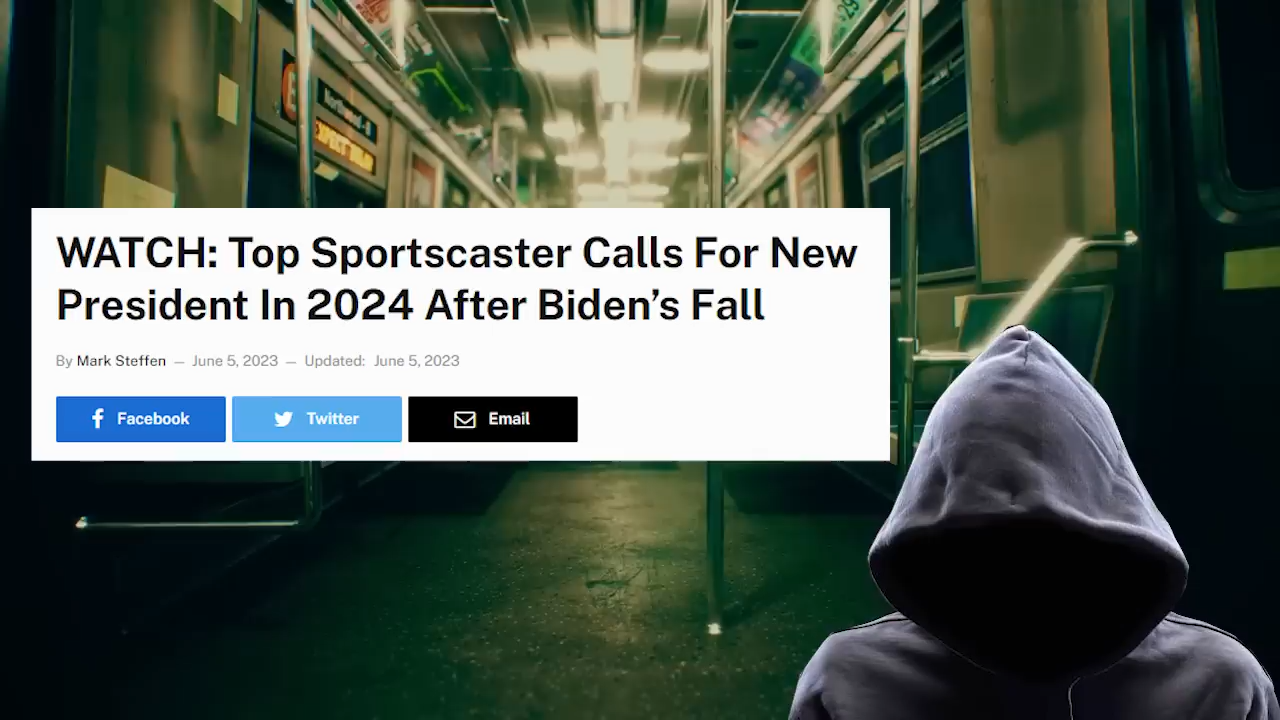 WATCH: Top Sportscaster Calls For New
President In 2024 After Biden's Fall
By Mark Steffen — June 5, 2023 — Updated: June 5, 2023
Facebook Twitter Email